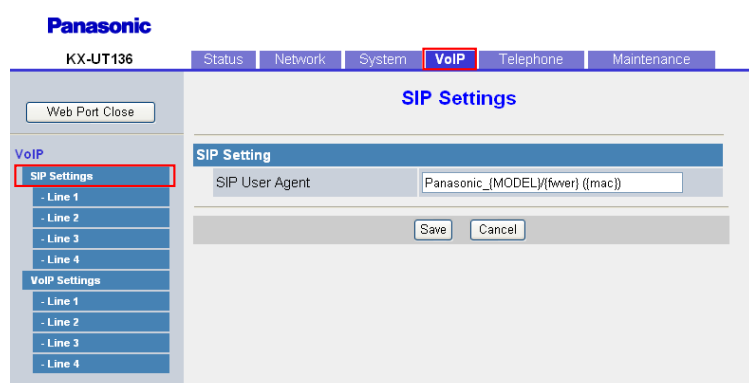 Panasonic
KX-UT136
Status Network System VoIP Telephone Maintenance
Web Port Close
SIP Settings
VoIP
SIP Settings
- Line 1
- Line 2
- Line 3
- Line 4
VoIP Settings
- Line 1
- Line 2
- Line 3
- Line 4
SIP Setting
SIP User Agent
Panasonic_{MODEL}/{fwver} ({mac})
Save Cancel